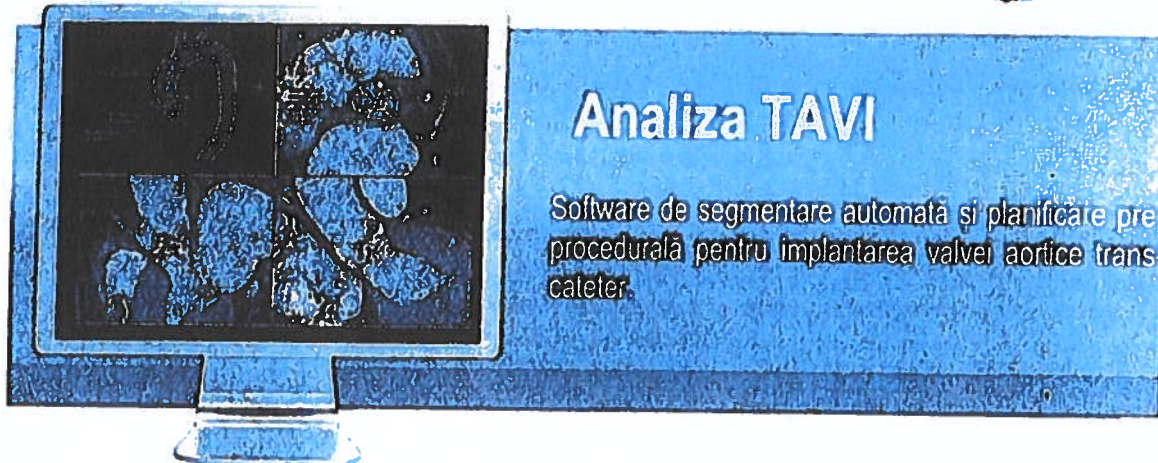 Analiza TAVI
Software de segmentare automată și planificare pre
procedurală pentru implantarea valvei aortice trans-
cateter.